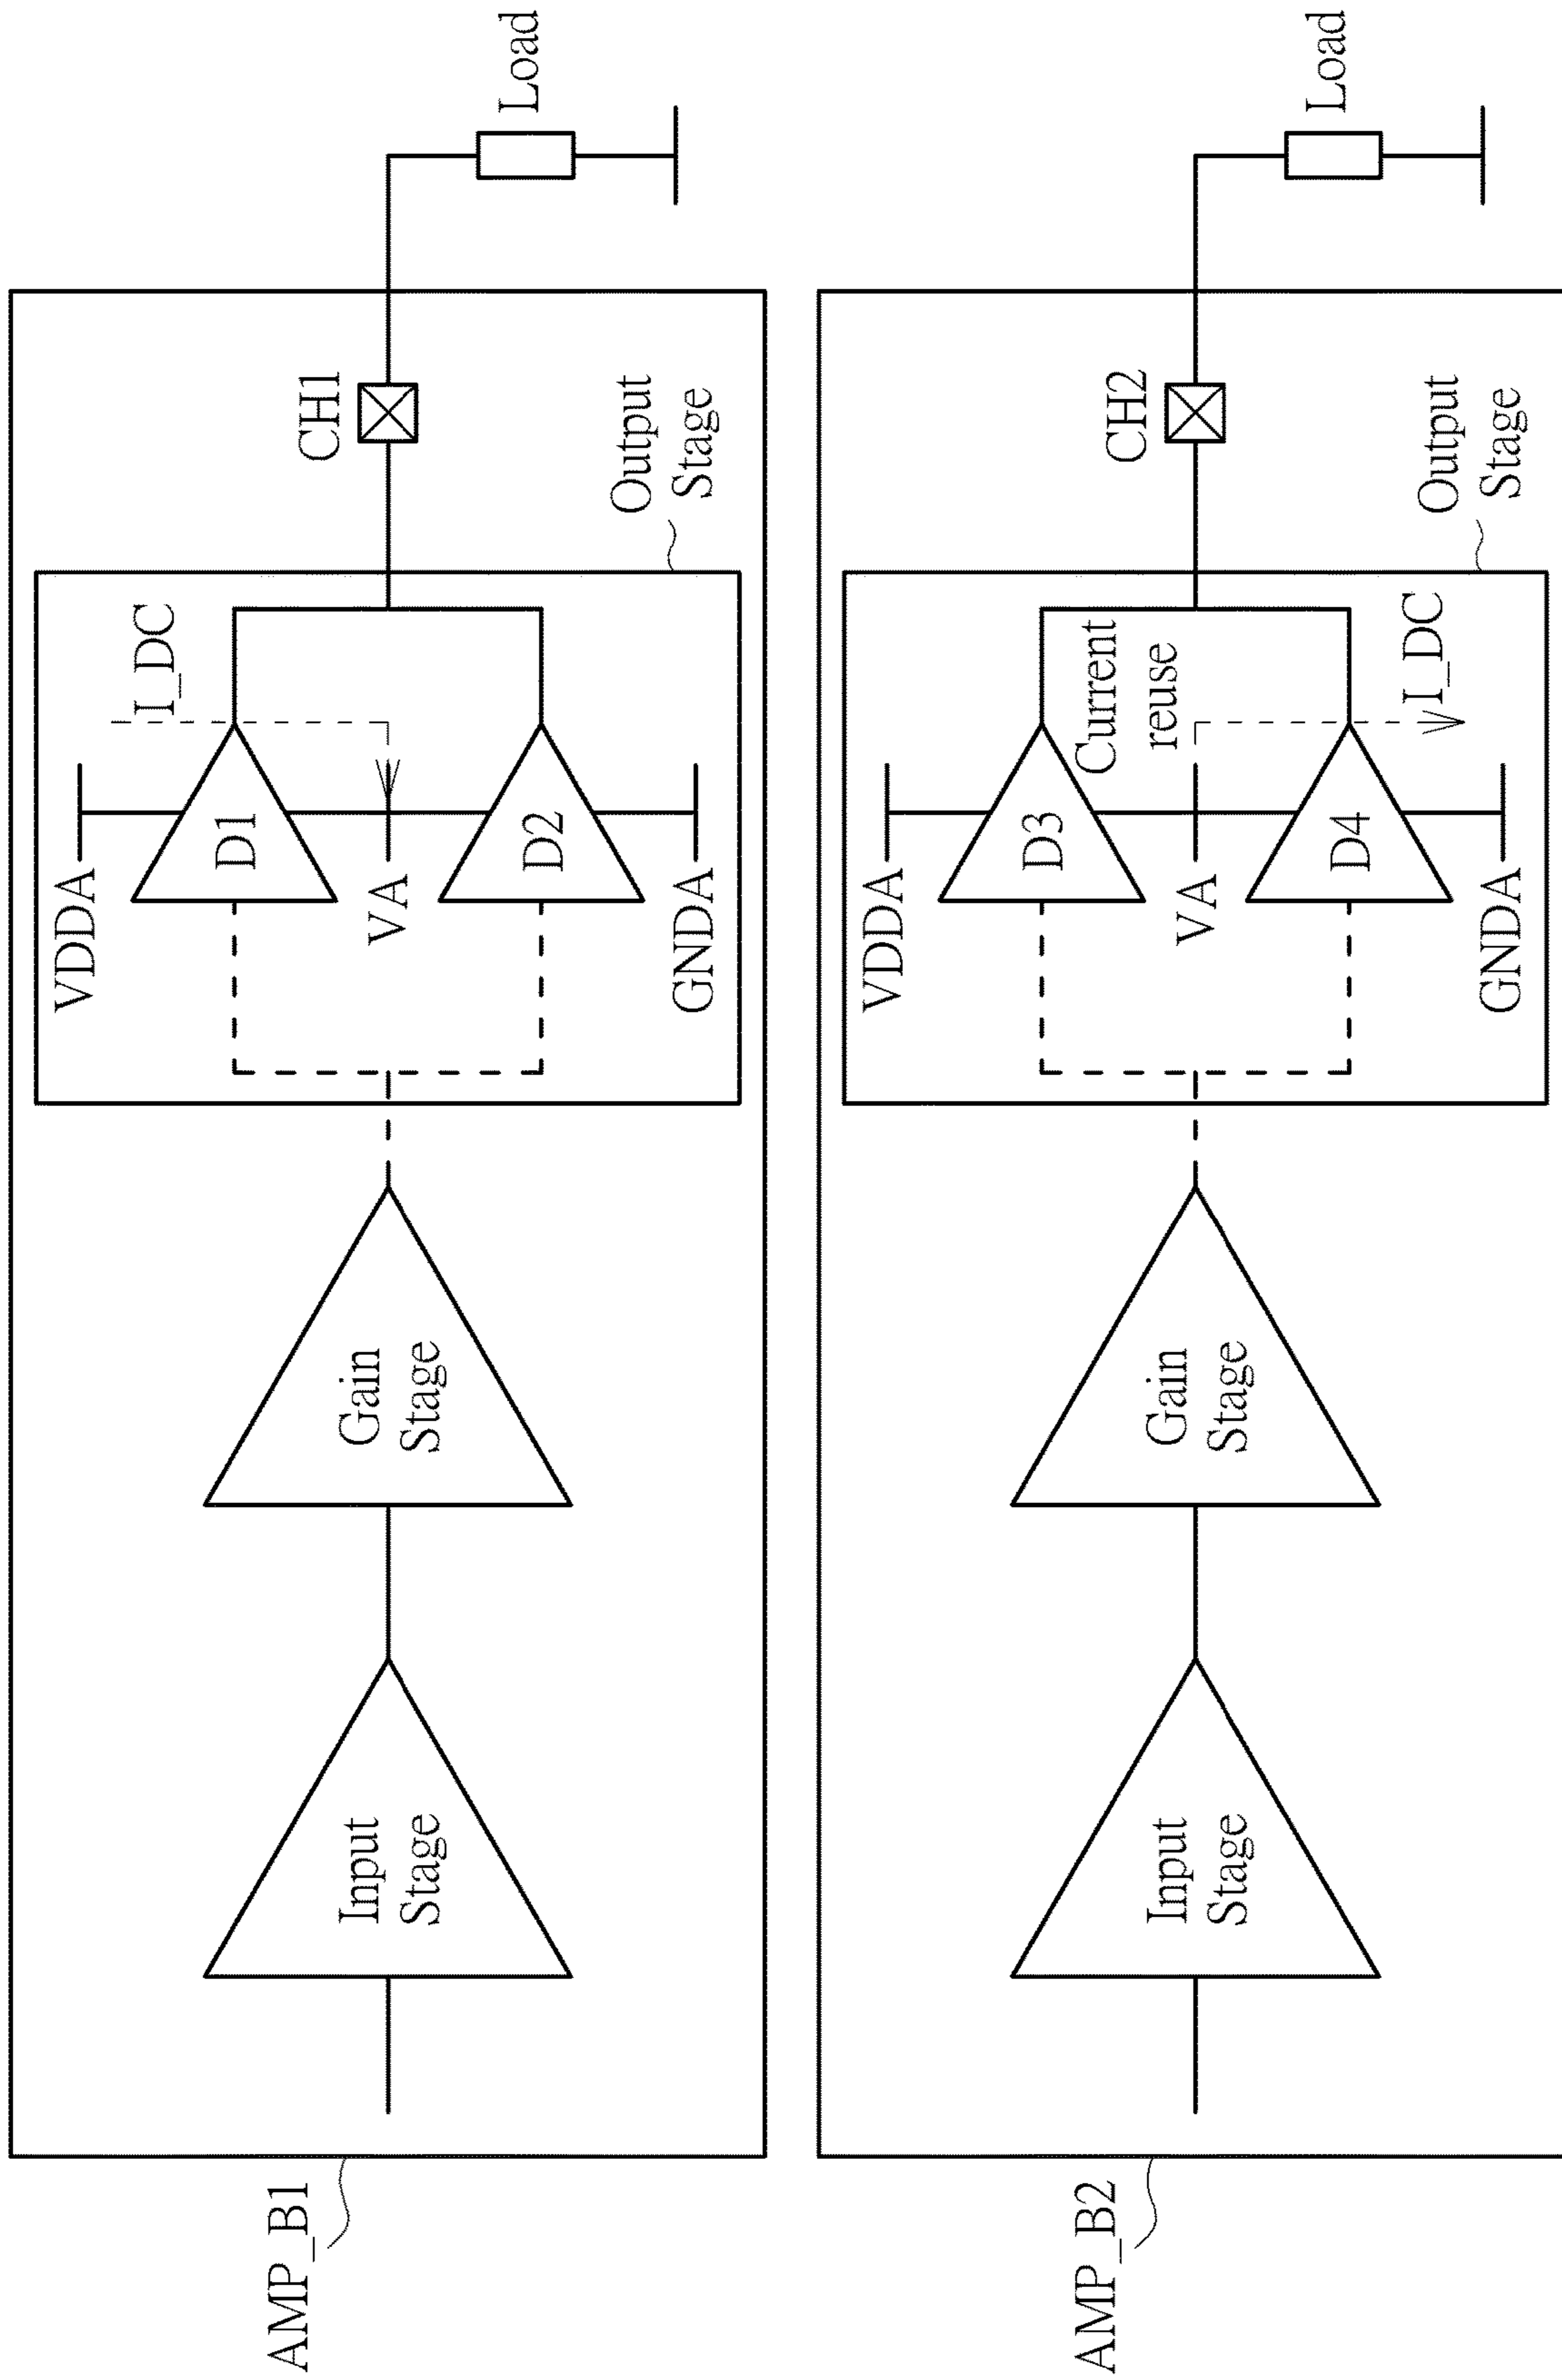 AMP_B1
Input
Stage
Gain
Stage
VDDA
D1
I_DC
VA
D2
GNDA
Output
Stage
CH1
Load
AMP_B2
Input
Stage
Gain
Stage
VDDA
D3
Current
reuse
VA
D4
I_DC
GNDA
Output
Stage
CH2
Load